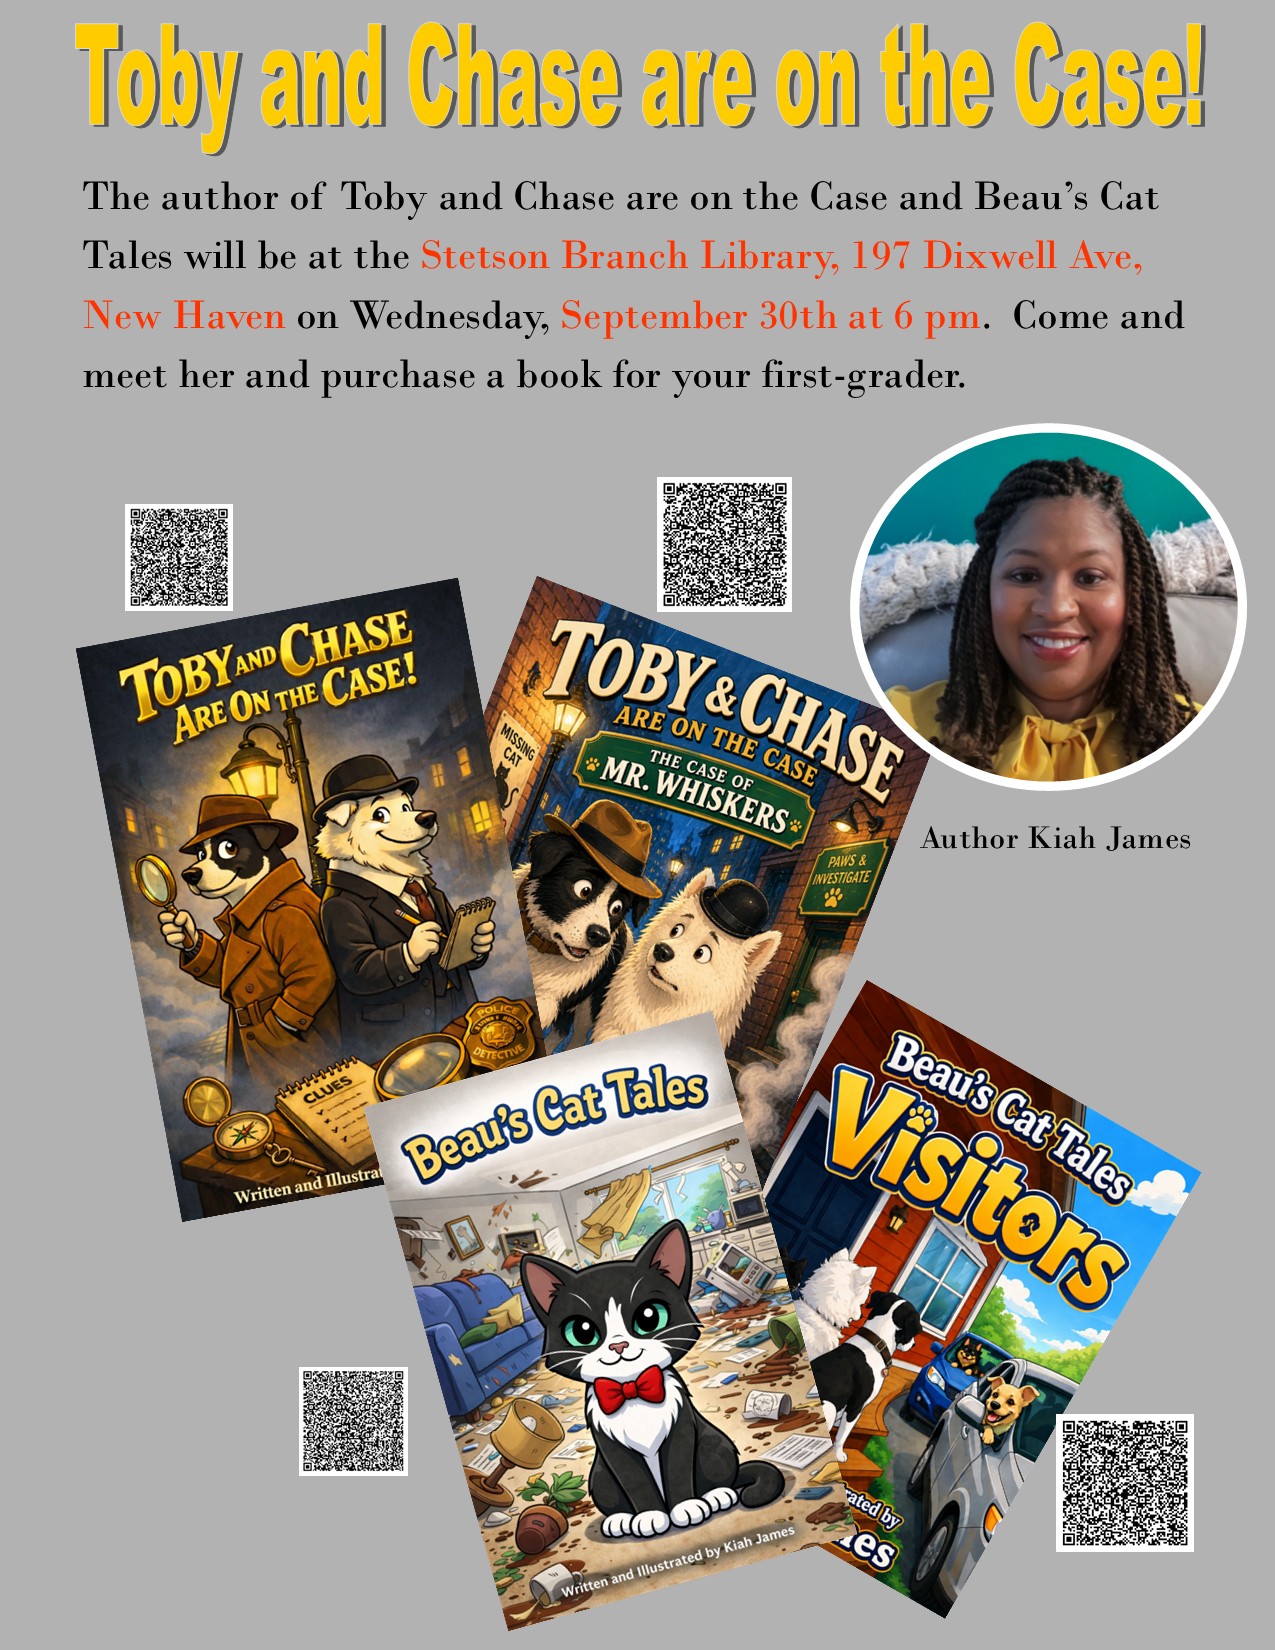 Toby and Chase are on the Case!
The author of Toby and Chase are on the Case and Beau’s Cat
Tales will be at the Stetson Branch Library, 197 Dixwell Ave,
New Haven on Wednesday, September 30th at 6 pm. Come and
meet her and purchase a book for your first-grader.
TOBY AND CHASE
ARE ON THE CASE!
CLUES
POLICE
DETECTIVE
Written and Illustra
TOBY & CHASE
ARE ON THE CASE
THE CASE OF
MR. WHISKERS
MISSING
CAT
PAWS &
INVESTIGATE
Author Kiah James
Beau's Cat Tales
Written and Illustrated by Kiah James
Beau's Cat Tales
Visitors
rated by
mes